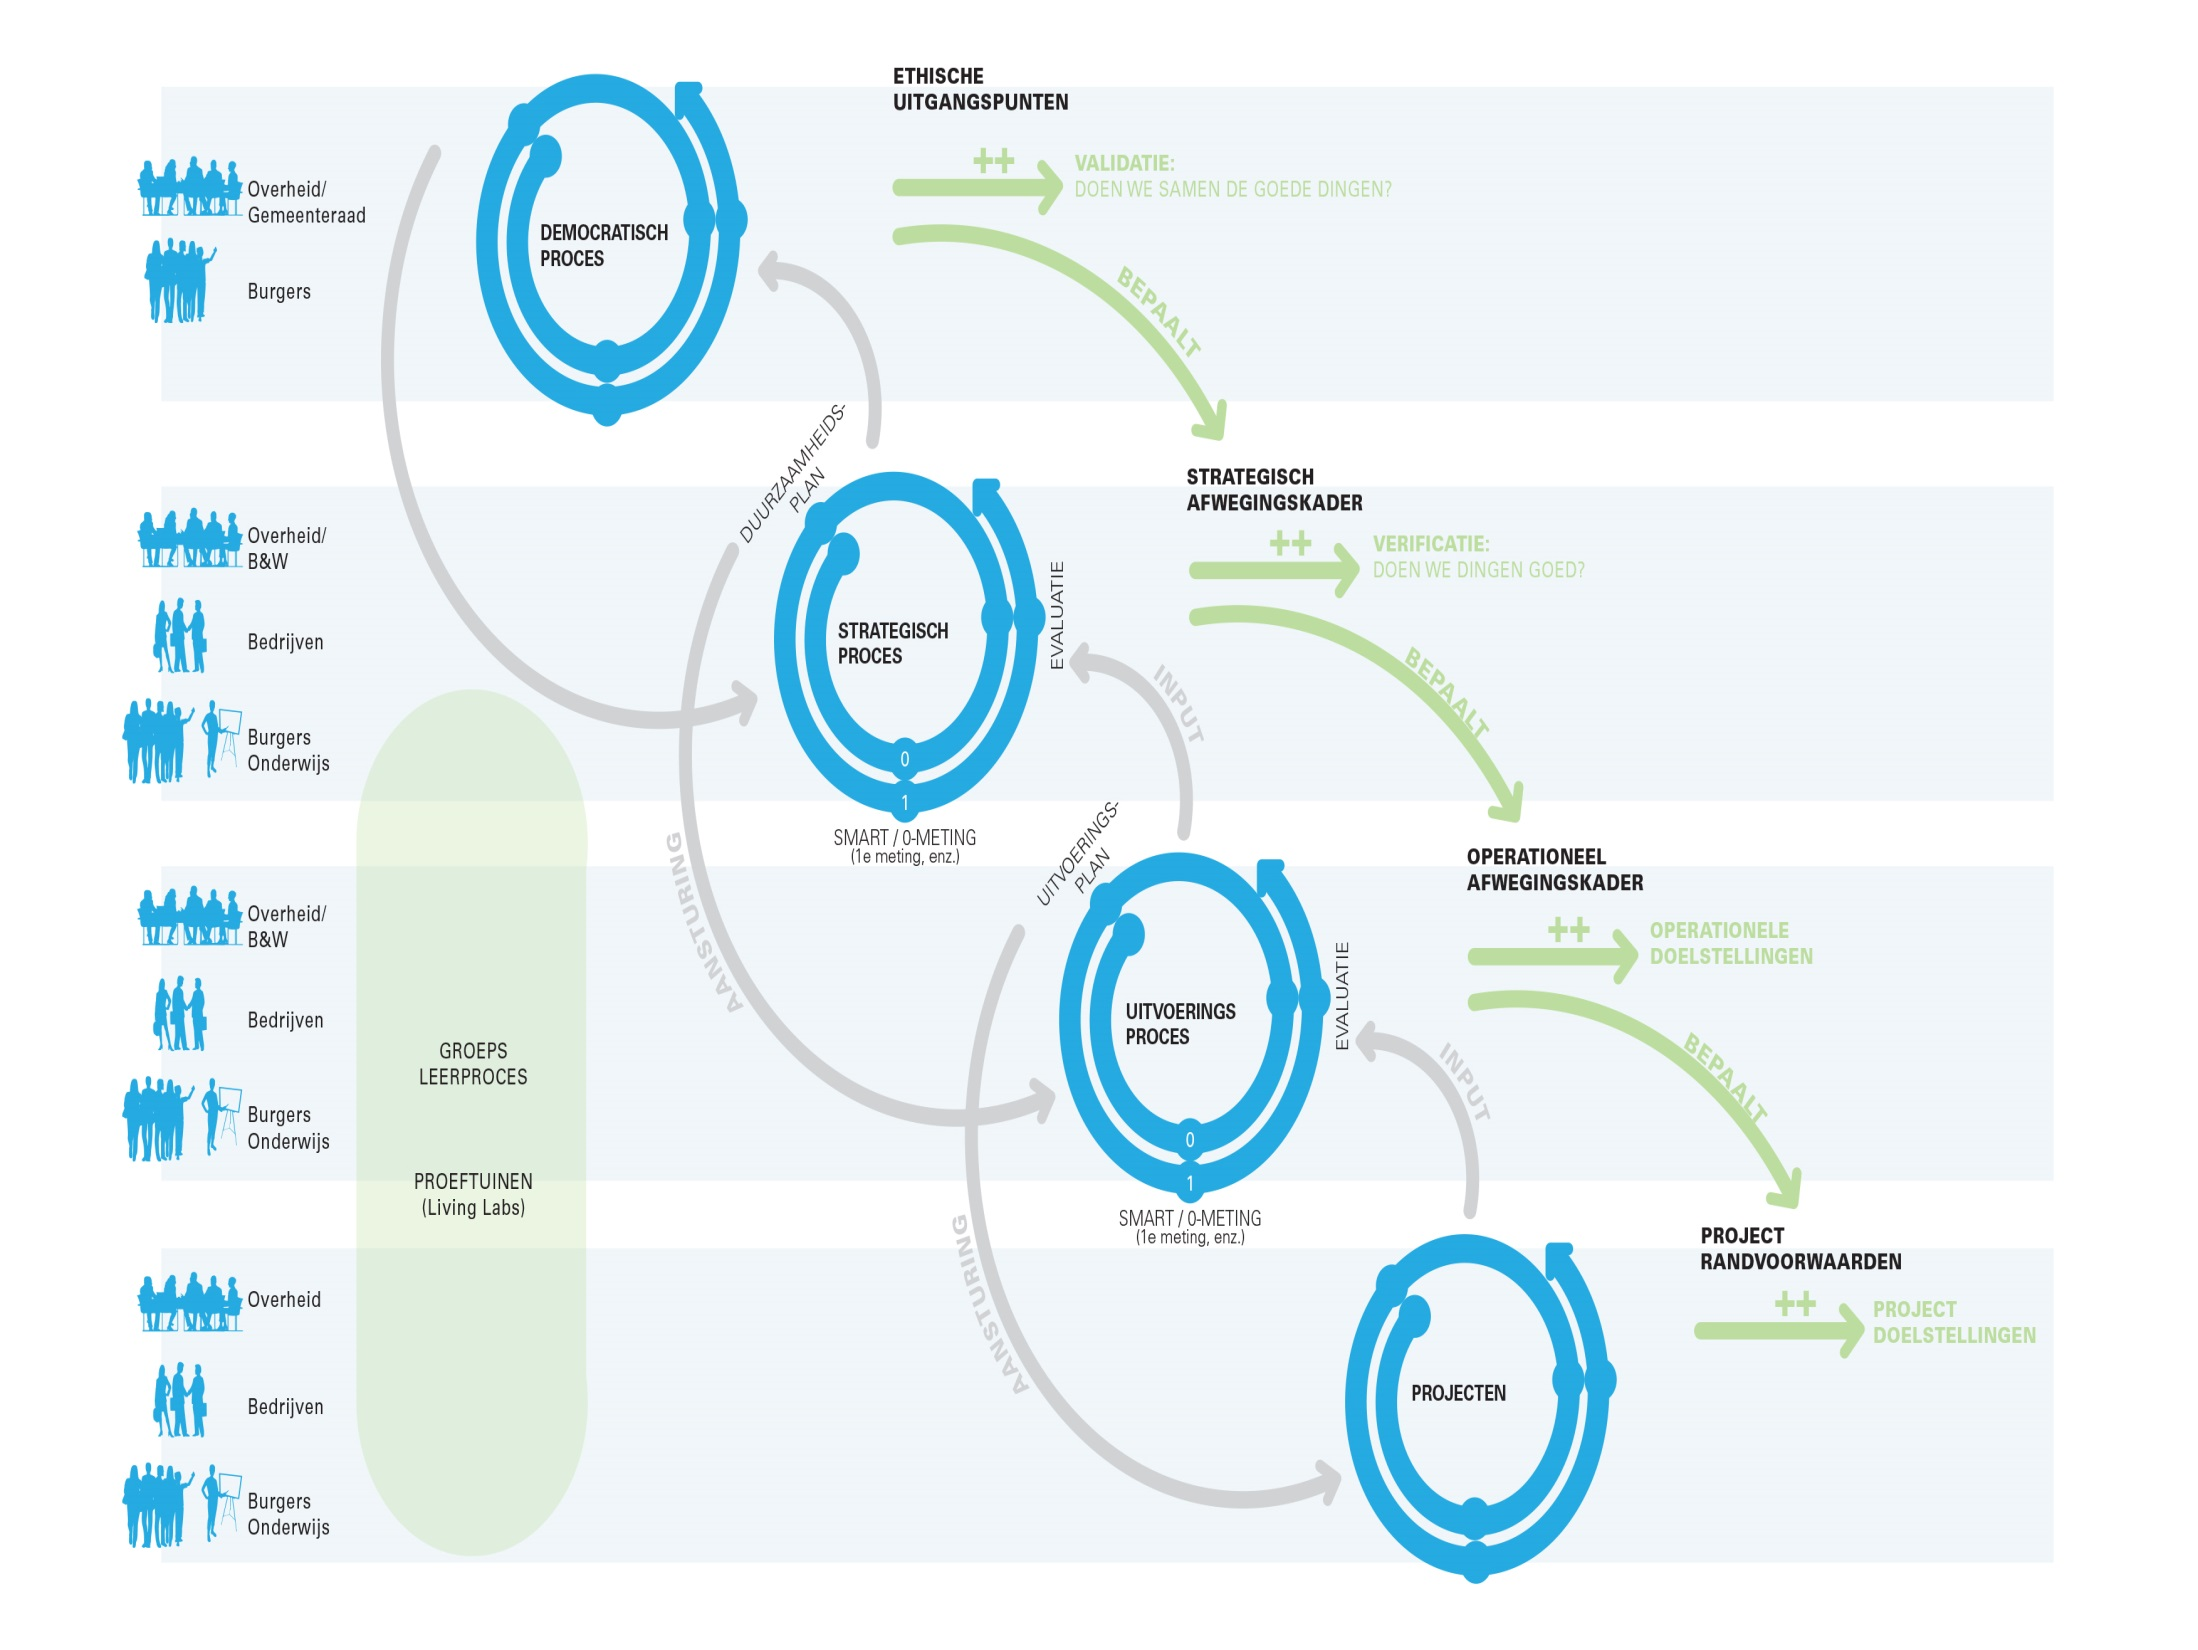 ETHISCHE
UITGANGSPUNTEN
++
VALIDATIE:
DOEN WE SAMEN DE GOEDE DINGEN?
Overheid/
Gemeenteraad
Burgers
DEMOCRATISCH
PROCES
BEPAALT
DUURZAAMHEIDS-
PLAN
STRATEGISCH
AFWEGINGSKADER
++
VERIFICATIE:
DOEN WE DINGEN GOED?
Overheid/
B&W
Bedrijven
Burgers
Onderwijs
STRATEGISCH
PROCES
EVALUATIE
INPUT
BEPAALT
0
1
SMART / 0-METING
(1e meting, enz.)
AANSTURING
UITVOERINGS-
PLAN
OPERATIONEEL
AFWEGINGSKADER
++
OPERATIONELE
DOELSTELLINGEN
Overheid/
B&W
Bedrijven
Burgers
Onderwijs
GROEPS
LEERPROCES
PROEFTUINEN
(Living Labs)
UITVOERINGS
PROCES
EVALUATIE
INPUT
BEPAALT
0
1
SMART / 0-METING
(1e meting, enz.)
AANSTURING
PROJECT
RANDVOORWAARDEN
++
PROJECT
DOELSTELLINGEN
Overheid
Bedrijven
Burgers
Onderwijs
PROJECTEN